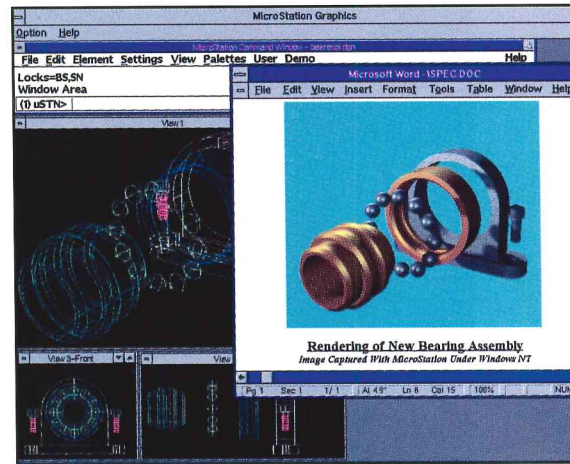 MicroStation Graphics
Option Help
MicroStation Command Window - bearexpl.dgn
File Edit Element Settings View Palettes User Demo Help
Locks=BS,SN
Window Area
(1) uSTN>
View 1
Microsoft Word - \SPEC.DOC
File Edit View Insert Format Tools Table Window Help
Rendering of New Bearing Assembly
Image Captured With MicroStation Under Windows NT
Pg 1 Sec 1 1/ 1 At 4.9" Ln 6 Col 15 100% NUM
View 3-Front
View